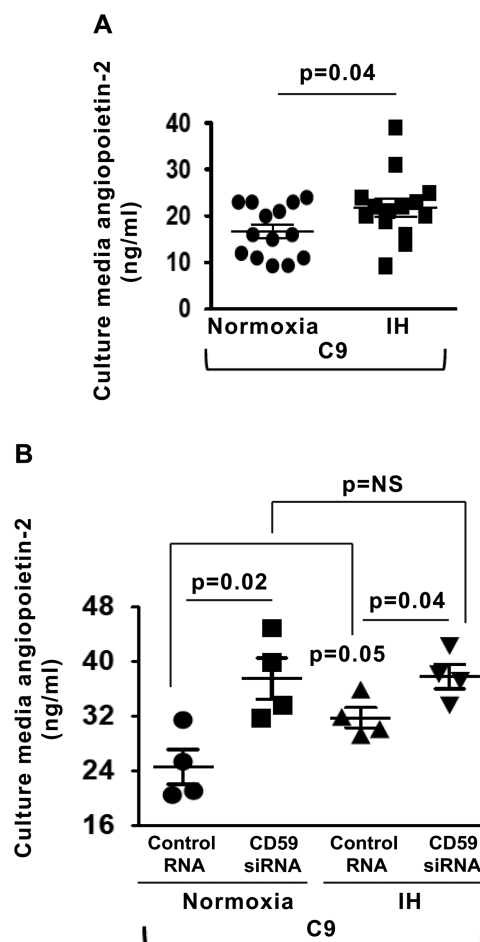 A
Culture media angiopoietin-2
(ng/ml)
p=0.04
40
30
20
10
0
Normoxia IH
C9
B
Culture media angiopoietin-2
(ng/ml)
p=NS
p=0.02
p=0.04
p=0.05
48
40
32
24
16
Control CD59 Control CD59
RNA siRNA RNA siRNA
Normoxia IH
C9